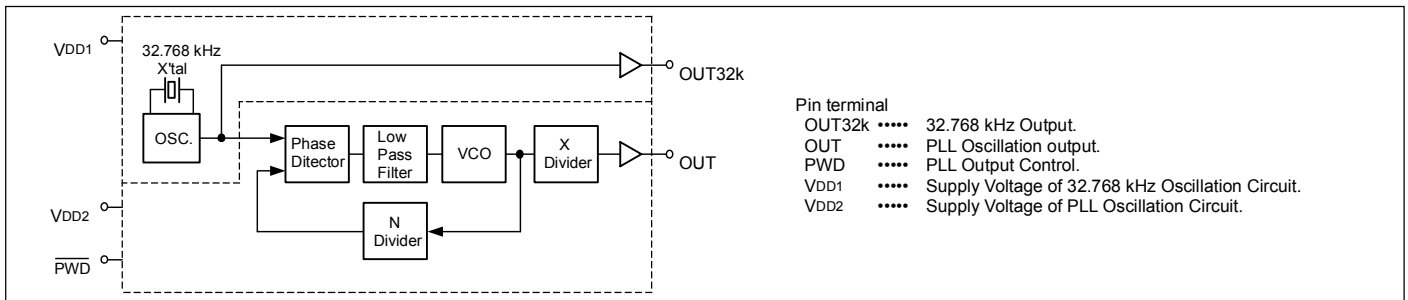 VDD1
32.768 kHz
X'tal
OSC.
OUT32k
Phase
Ditector
Low
Pass
Filter
VCO
X
Divider
OUT
N
Divider
VDD2
PWD
Pin terminal
OUT32k ••••• 32.768 kHz Output.
OUT ••••• PLL Oscillation output.
PWD ••••• PLL Output Control.
VDD1 ••••• Supply Voltage of 32.768 kHz Oscillation Circuit.
VDD2 ••••• Supply Voltage of PLL Oscillation Circuit.